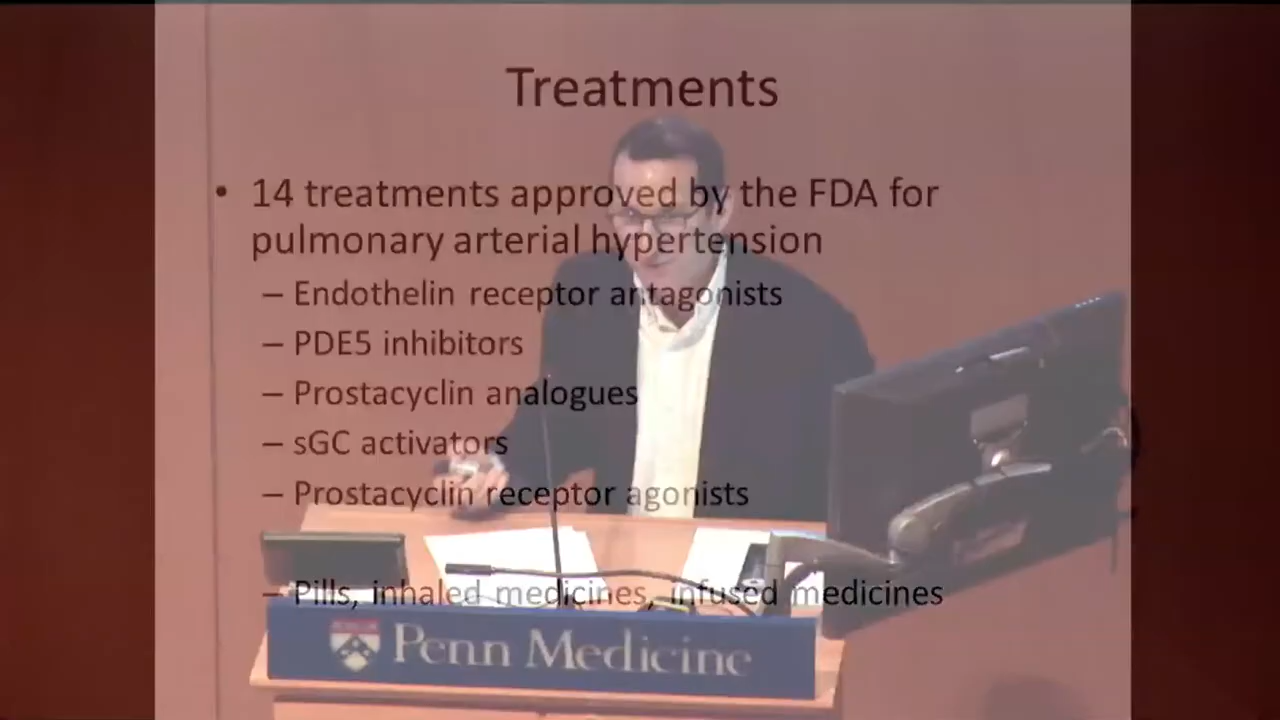 Treatments
• 14 treatments approved by the FDA for
pulmonary arterial hypertension
– Endothelin receptor antagonists
– PDE5 inhibitors
– Prostacyclin analogues
– sGC activators
– Prostacyclin receptor agonists
– Pills, inhaled medicines, infused medicines
Penn Medicine